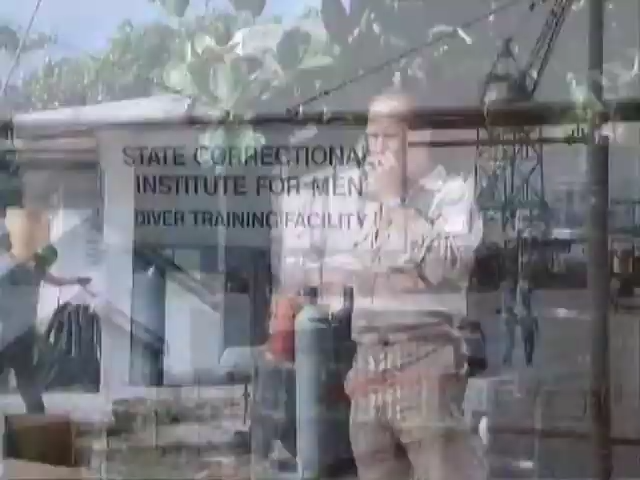 STATE CORRECTIONAL
INSTITUTE FOR MEN
DIVER TRAINING FACILITY